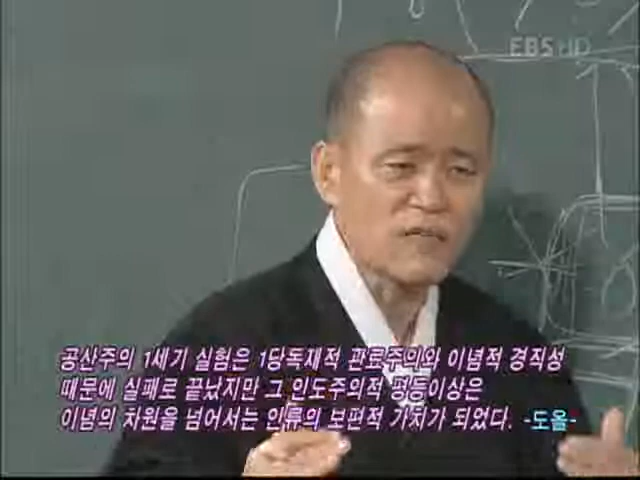 EBS HD
공산주의 1세기 실험은 1당독재적 관료주의와 이념적 경직성
때문에 실패로 끝났지만 그 인도주의적 평등이상은
이념의 차원을 넘어서는 인류의 보편적 가치가 되었다. -도올-